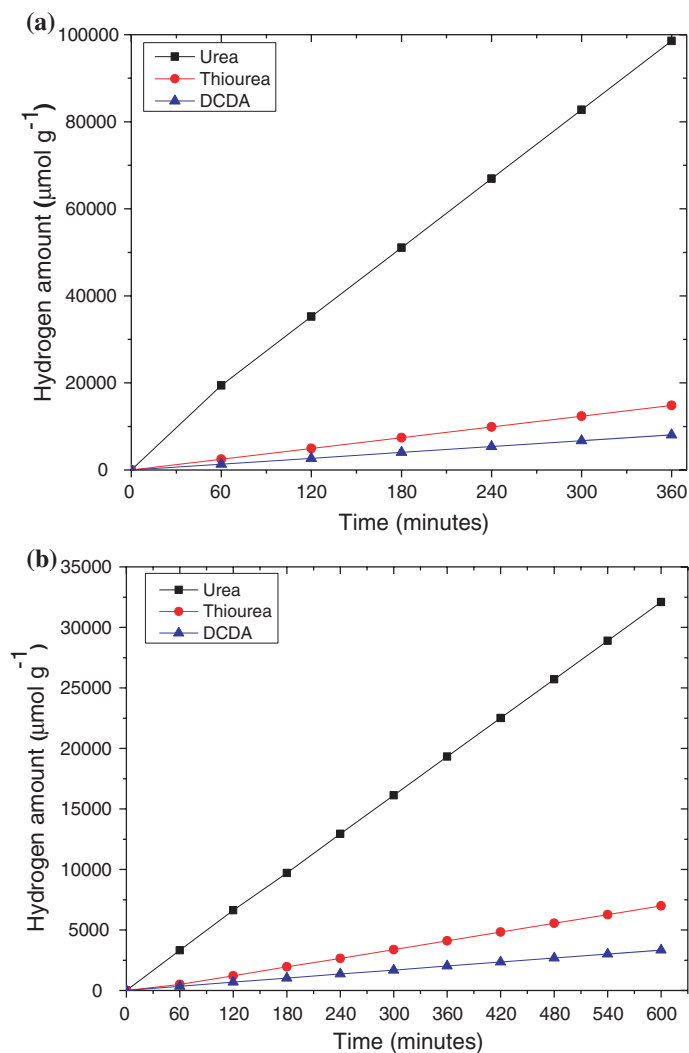 (a)
100000
80000
60000
40000
20000
0
Hydrogen amount (μmol g⁻¹)
Urea
Thiourea
DCDA
0 60 120 180 240 300 360
Time (minutes)
(b)
35000
30000
25000
20000
15000
10000
5000
0
Hydrogen amount (μmol g⁻¹)
Urea
Thiourea
DCDA
0 60 120 180 240 300 360 420 480 540 600
Time (minutes)